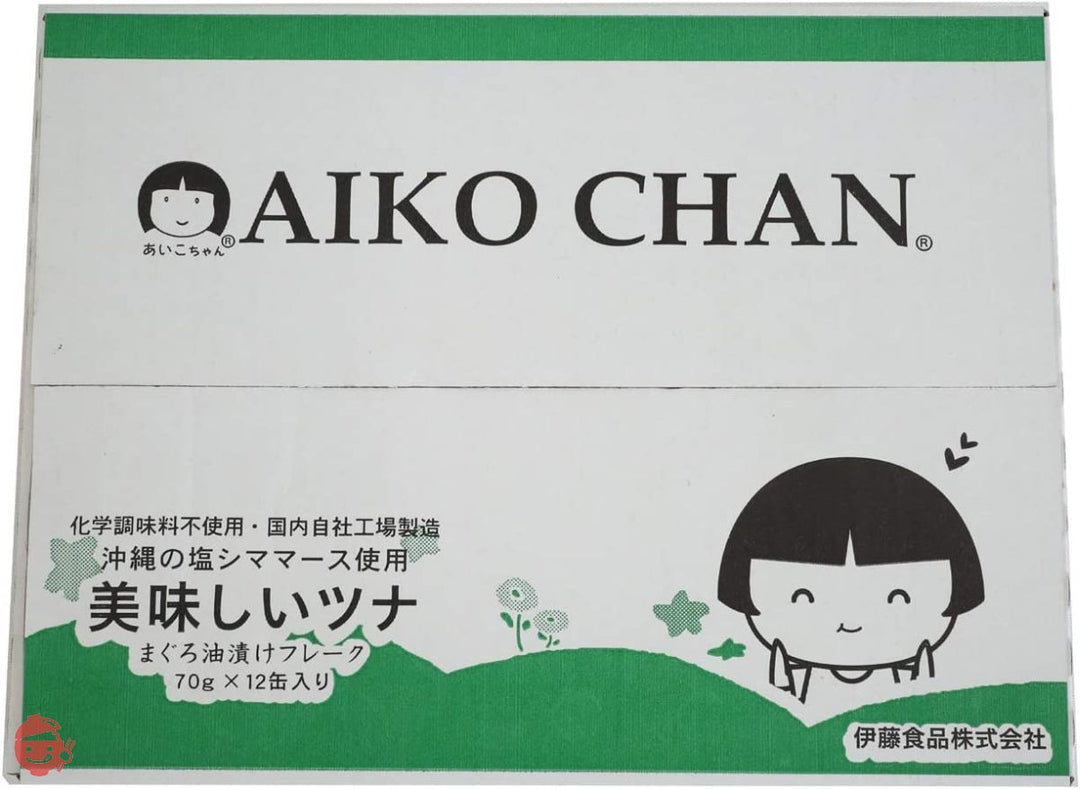 AIKO CHAN®
あいこちゃん®
化学調味料不使用・国内自社工場製造
沖縄の塩シママース使用
美味しいツナ
まぐろ油漬けフレーク
70g×12缶入り
伊藤食品株式会社